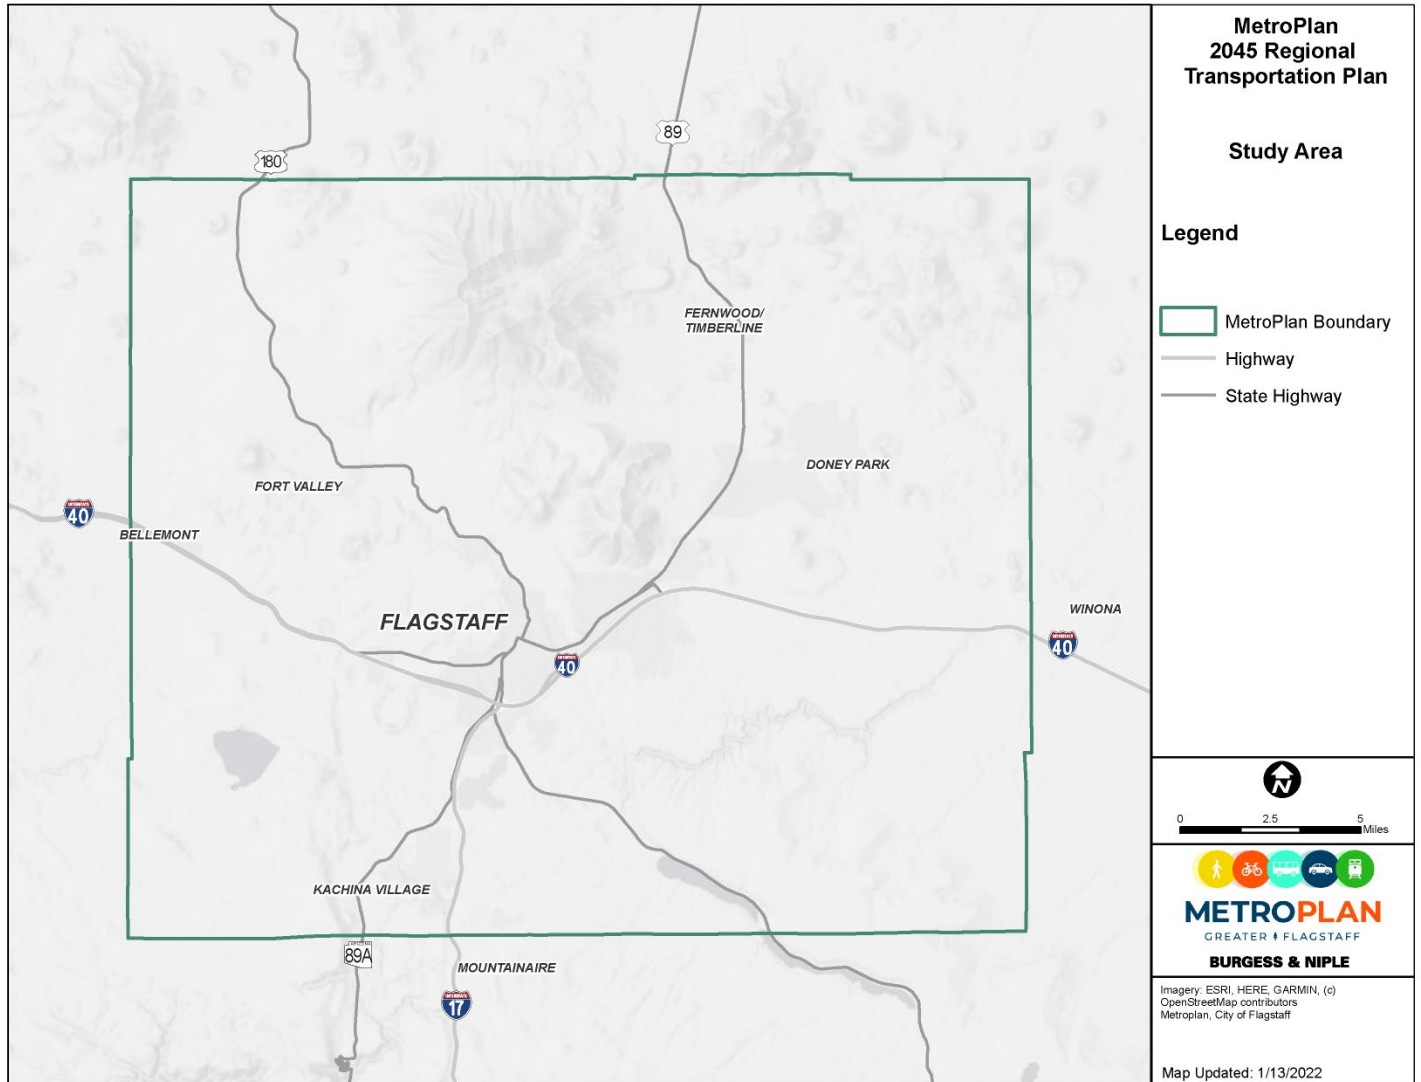 MetroPlan
2045 Regional
Transportation Plan
Study Area
Legend
MetroPlan Boundary
Highway
State Highway
180
89
FERNWOOD/
TIMBERLINE
DONEY PARK
FORT VALLEY
40
BELLEMONT
FLAGSTAFF
WINONA
40
40
KACHINA VILLAGE
89A
MOUNTAINAIRE
17
N
0 2.5 5
Miles
METROPLAN
GREATER FLAGSTAFF
BURGESS & NIPLE
Imagery: ESRI, HERE, GARMIN, (c)
OpenStreetMap contributors
Metroplan, City of Flagstaff
Map Updated: 1/13/2022